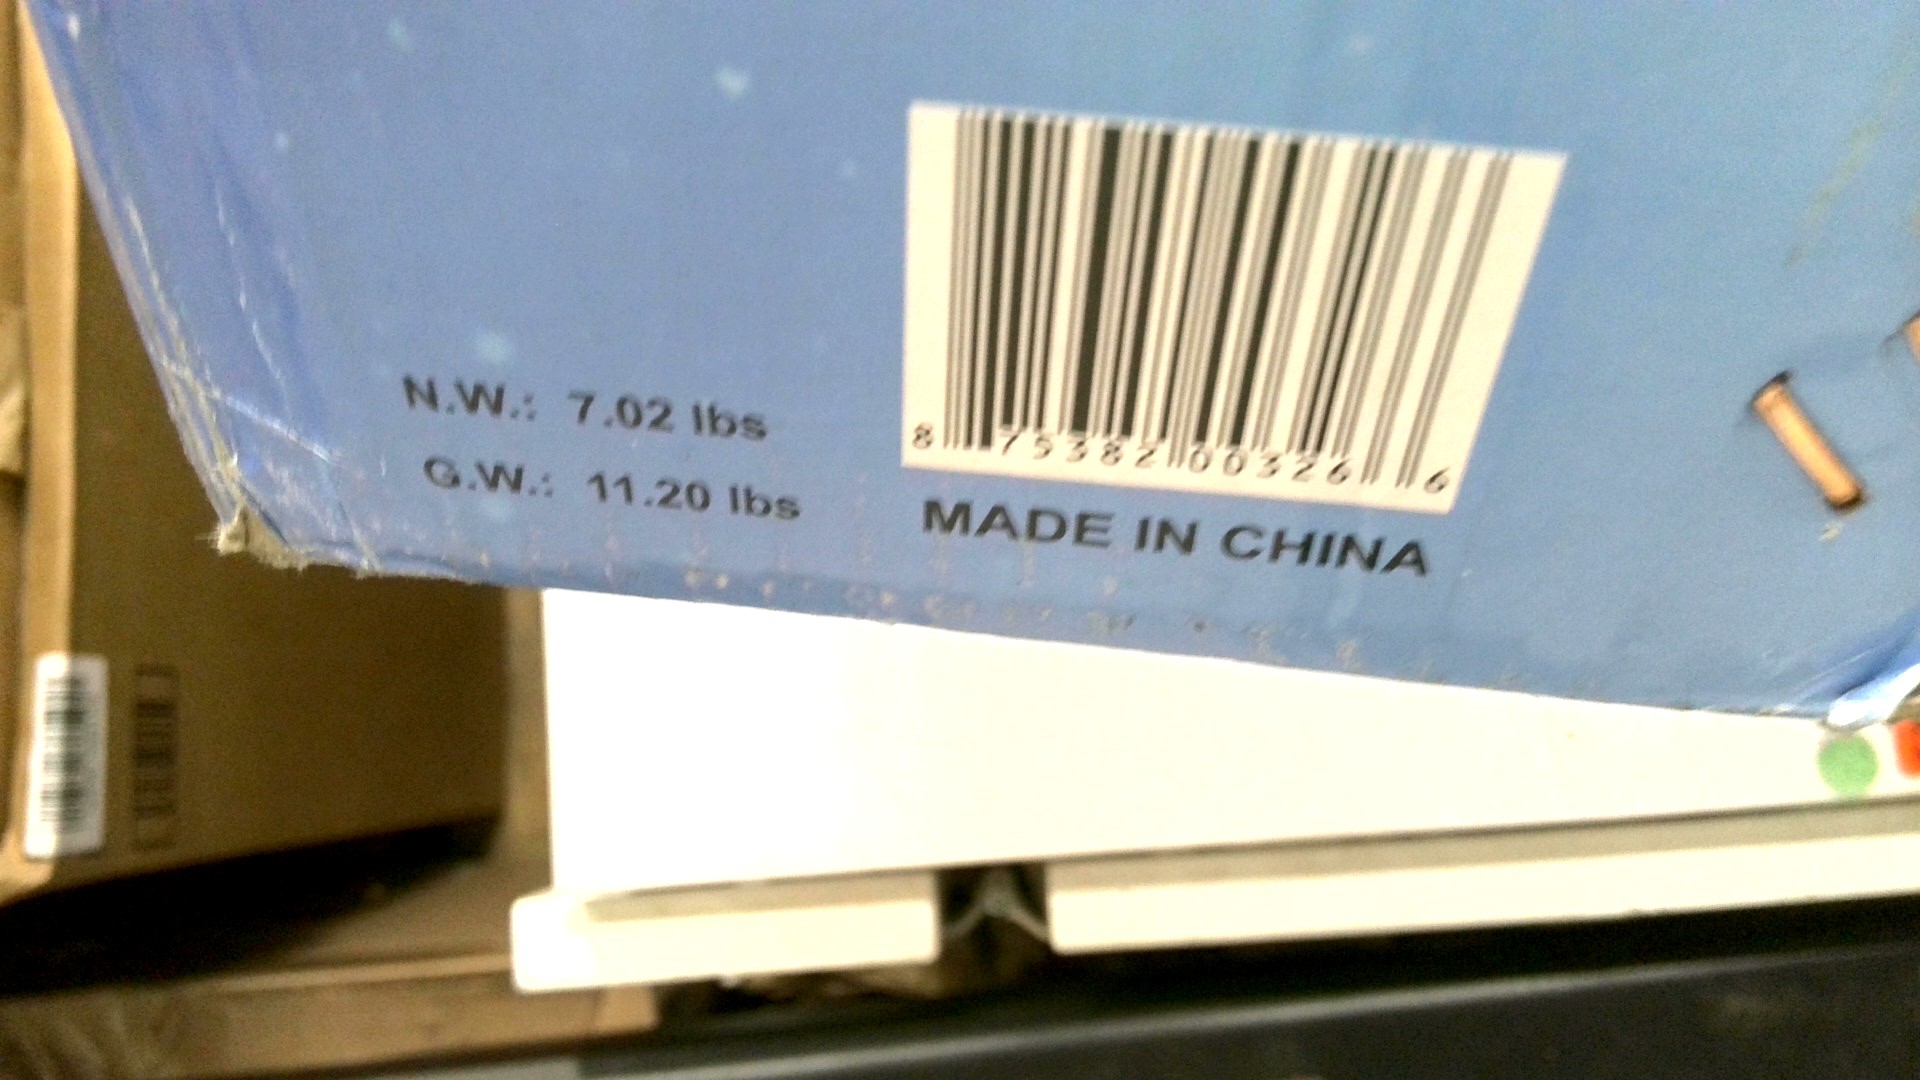 N.W.: 7.02 lbs
G.W.: 11.20 lbs
8 75382 00326 6
MADE IN CHINA